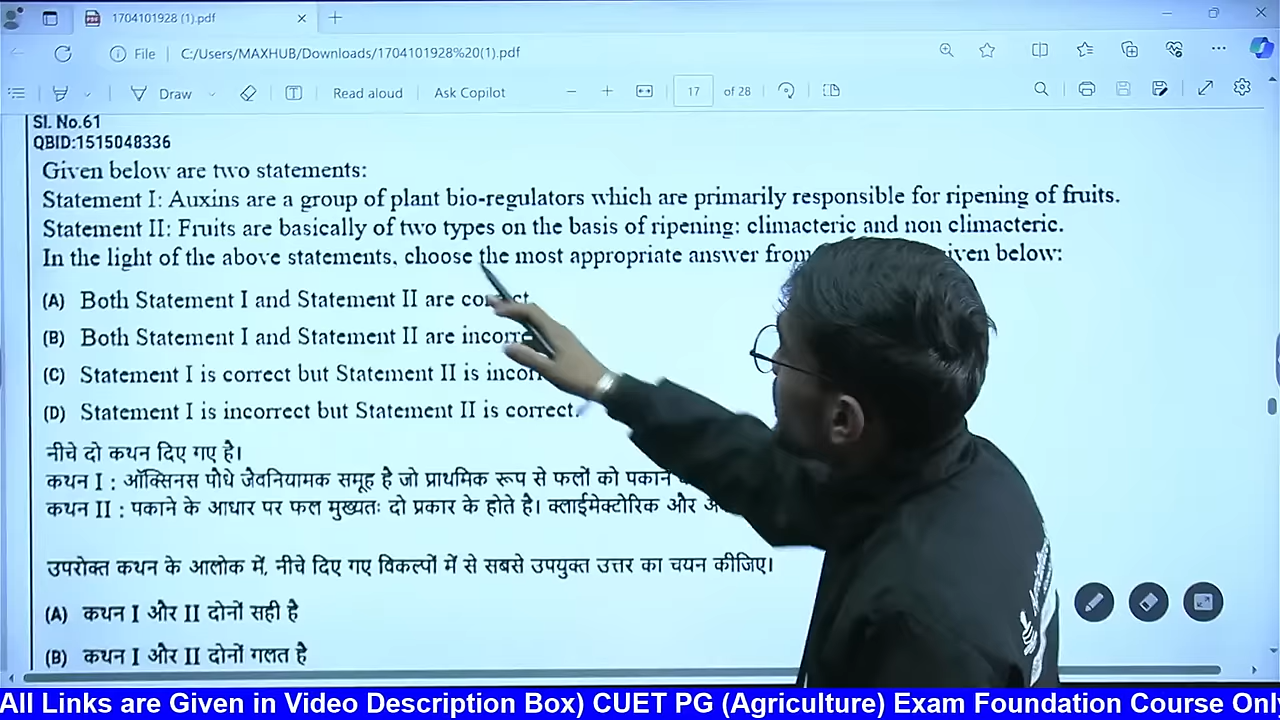 1704101928 (1).pdf
File C:/Users/MAXHUB/Downloads/1704101928%20(1).pdf
Draw Read aloud Ask Copilot 17 of 28
Sl. No.61
QBID:1515048336
Given below are two statements:
Statement I: Auxins are a group of plant bio-regulators which are primarily responsible for ripening of fruits.
Statement II: Fruits are basically of two types on the basis of ripening: climacteric and non climacteric.
In the light of the above statements, choose the most appropriate answer from below:
(A) Both Statement I and Statement II are
(B) Both Statement I and Statement II are
(C) Statement I is correct but Statement II is
(D) Statement I is incorrect but Statement II is correct.
नीचे दो कथन दिए गए है।
कथन I : ऑक्सिनस पौधे जैवनियामक समूह है जो प्राथमिक रूप से फलों को पकाने
कथन II : पकाने के आधार पर फल मुख्यतः दो प्रकार के होते है। क्लाईमेक्टोरिक और
उपरोक्त कथन के आलोक में, नीचे दिए गए विकल्पों में से सबसे उपयुक्त उत्तर का चयन कीजिए।
(A) कथन I और II दोनों सही है
(B) कथन I और II दोनों गलत है
All Links are Given in Video Description Box) CUET PG (Agriculture) Exam Foundation Course